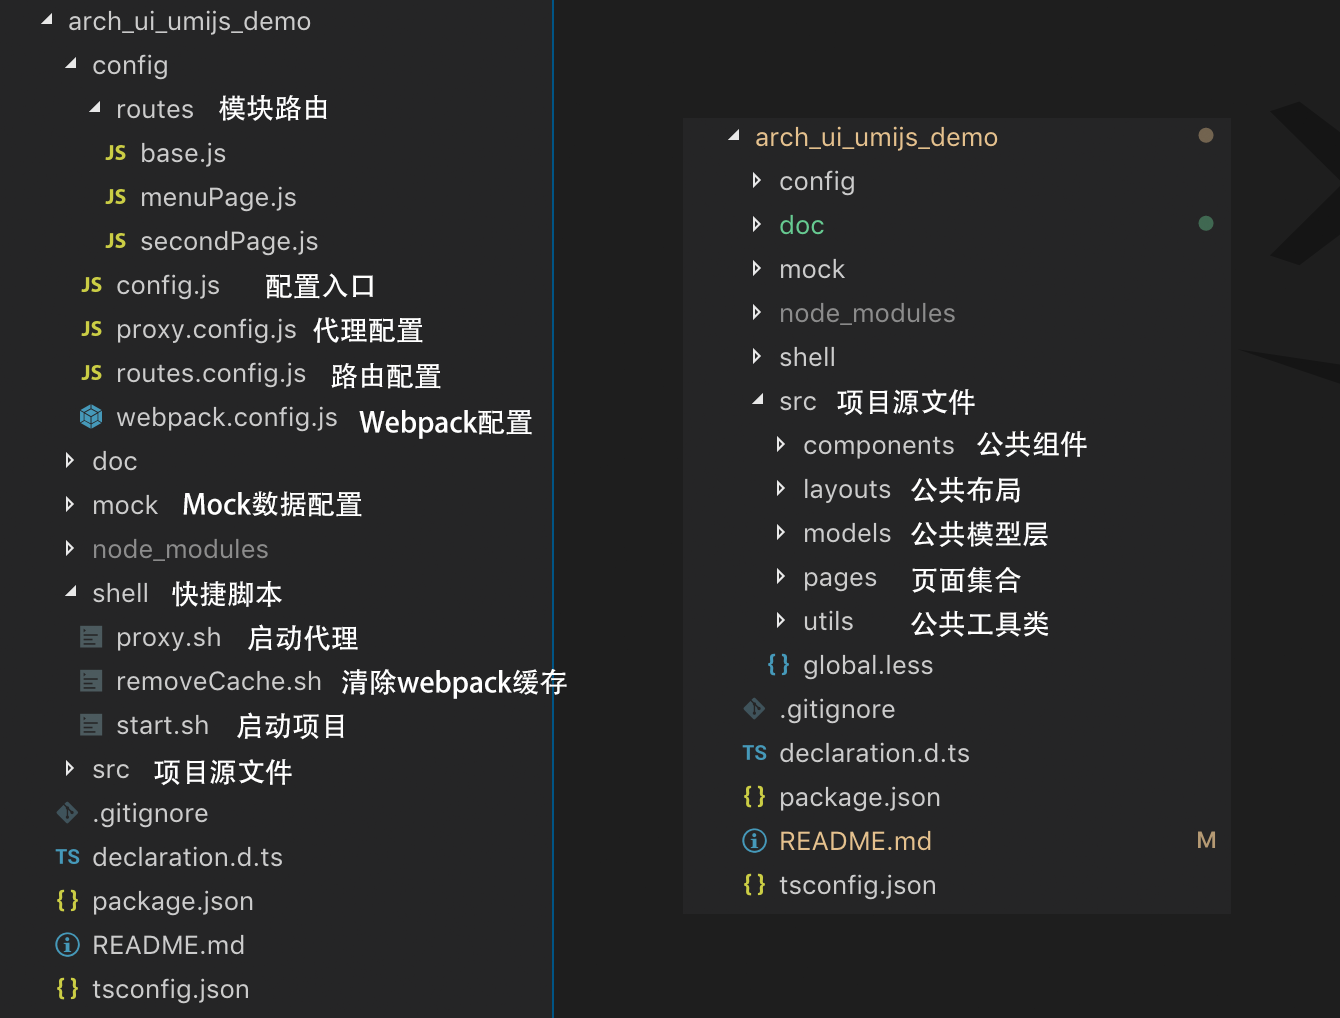 arch_ui_umijs_demo
config
routes 模块路由
JS base.js
JS menuPage.js
JS secondPage.js
JS config.js 配置入口
JS proxy.config.js 代理配置
JS routes.config.js 路由配置
webpack.config.js Webpack配置
doc
mock Mock数据配置
node_modules
shell 快捷脚本
proxy.sh 启动代理
removeCache.sh 清除webpack缓存
start.sh 启动项目
src 项目源文件
.gitignore
TS declaration.d.ts
{} package.json
README.md
{} tsconfig.json
arch_ui_umijs_demo
config
doc
mock
node_modules
shell
src 项目源文件
components 公共组件
layouts 公共布局
models 公共模型层
pages 页面集合
utils 公共工具类
{} global.less
.gitignore
TS declaration.d.ts
{} package.json
README.md M
{} tsconfig.json